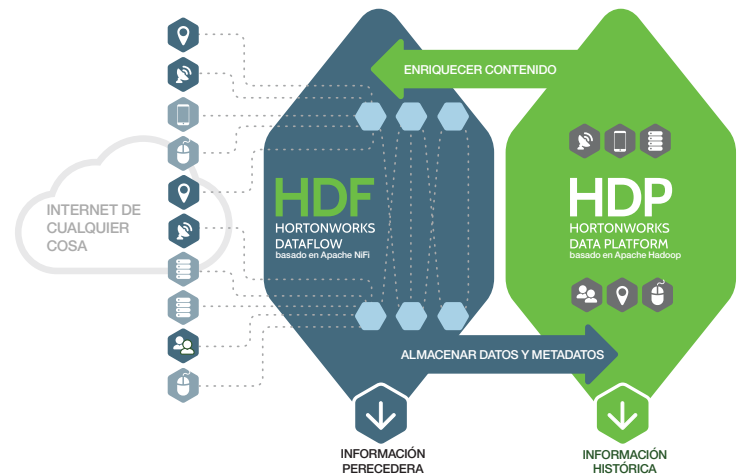 ENRIQUECER CONTENIDO
INTERNET DE
CUALQUIER
COSA
HDF
HORTONWORKS
DATAFLOW
basado en Apache NiFi
HDP
HORTONWORKS
DATA PLATFORM
basado en Apache Hadoop
ALMACENAR DATOS Y METADATOS
INFORMACIÓN
PERECEDERA
INFORMACIÓN
HISTÓRICA